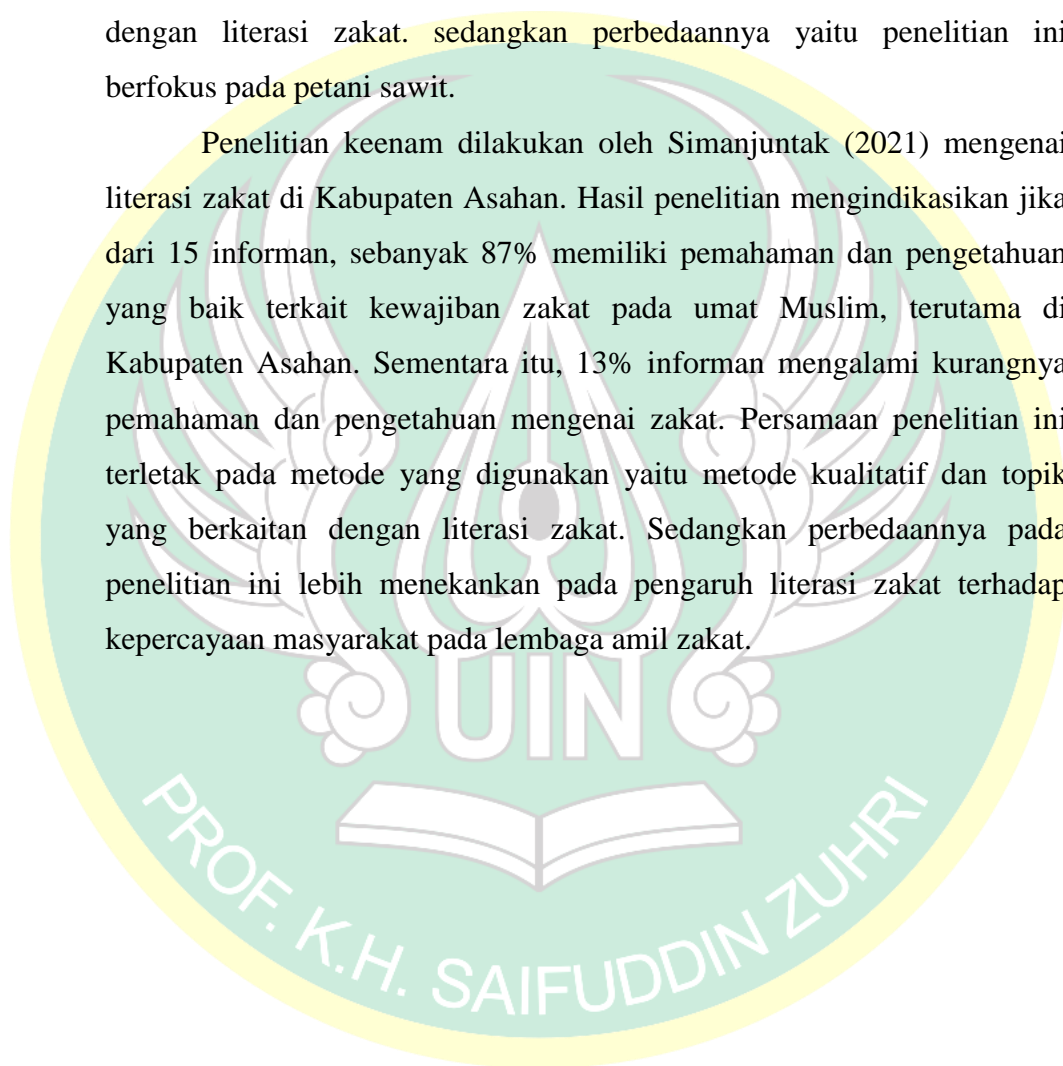 dengan literasi zakat. sedangkan perbedaannya yaitu penelitian ini
berfokus pada petani sawit.
Penelitian keenam dilakukan oleh Simanjuntak (2021) mengenai
literasi zakat di Kabupaten Asahan. Hasil penelitian mengindikasikan jika
dari 15 informan, sebanyak 87% memiliki pemahaman dan pengetahuan
yang baik terkait kewajiban zakat pada umat Muslim, terutama di
Kabupaten Asahan. Sementara itu, 13% informan mengalami kurangnya
pemahaman dan pengetahuan mengenai zakat. Persamaan penelitian ini
terletak pada metode yang digunakan yaitu metode kualitatif dan topik
yang berkaitan dengan literasi zakat. Sedangkan perbedaannya pada
penelitian ini lebih menekankan pada pengaruh literasi zakat terhadap
kepercayaan masyarakat pada lembaga amil zakat.
UIN
PROF. K.H. SAIFUDDIN ZUHRI